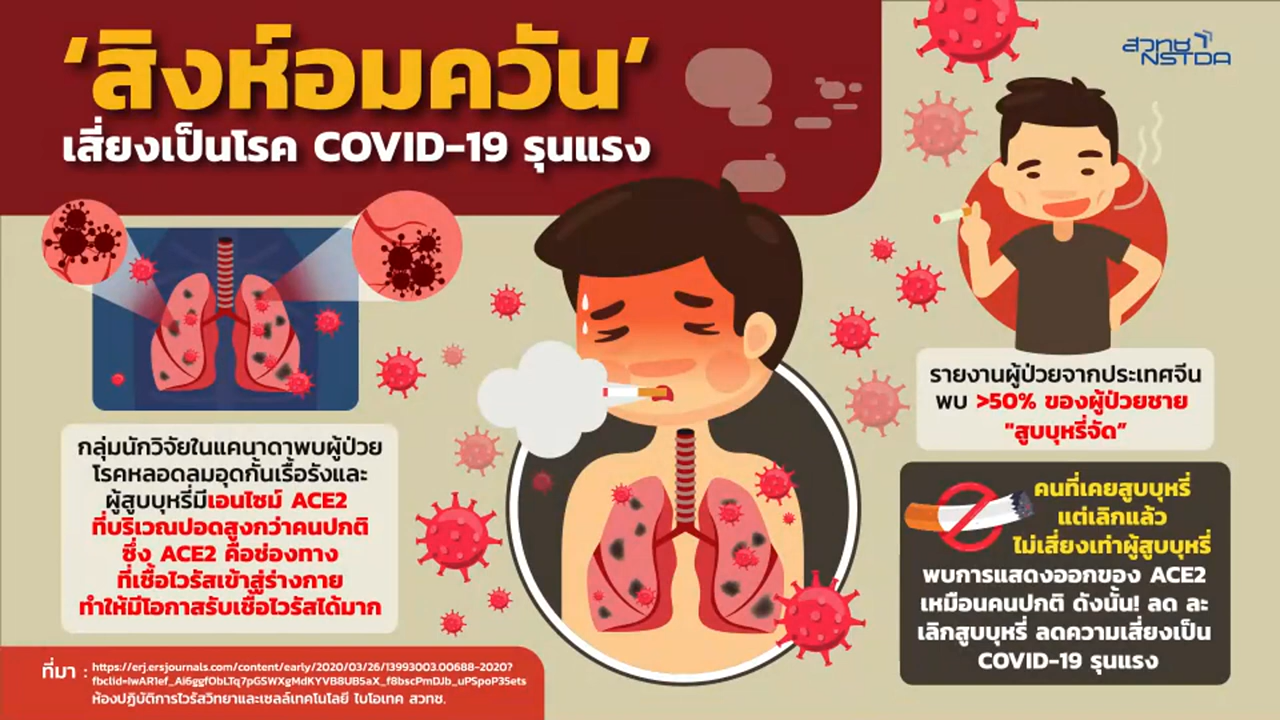 ‘สิงห์อมควัน’
เสี่ยงเป็นโรค COVID-19 รุนแรง
สวทช
NSTDA
กลุ่มนักวิจัยในแคนาดาพบผู้ป่วย
โรคหลอดลมอุดกั้นเรื้อรังและ
ผู้สูบบุหรี่มีเอนไซม์ ACE2
ที่บริเวณปอดสูงกว่าคนปกติ
ซึ่ง ACE2 คือช่องทาง
ที่เชื้อไวรัสเข้าสู่ร่างกาย
ทำให้มีโอกาสรับเชื้อไวรัสได้มาก
รายงานผู้ป่วยจากประเทศจีน
พบ >50% ของผู้ป่วยชาย
"สูบบุหรี่จัด”
คนที่เคยสูบบุหรี่
แต่เลิกแล้ว
ไม่เสี่ยงเท่าผู้สูบบุหรี่
พบการแสดงออกของ ACE2
เหมือนคนปกติ ดังนั้น! ลด ละ
เลิกสูบบุหรี่ ลดความเสี่ยงเป็น
COVID-19 รุนแรง
ที่มา : https://erj.ersjournals.com/content/early/2020/03/26/13993003.00688-2020?
fbclid=IwAR1ef_Ai6ggfObLTq7pGSWXgMdKYVB8UB5aX_f8bscPmDJb_uPSpoP35ets
ห้องปฏิบัติการไวรัสวิทยาและเซลล์เทคโนโลยี ไบโอเทค สวทช.